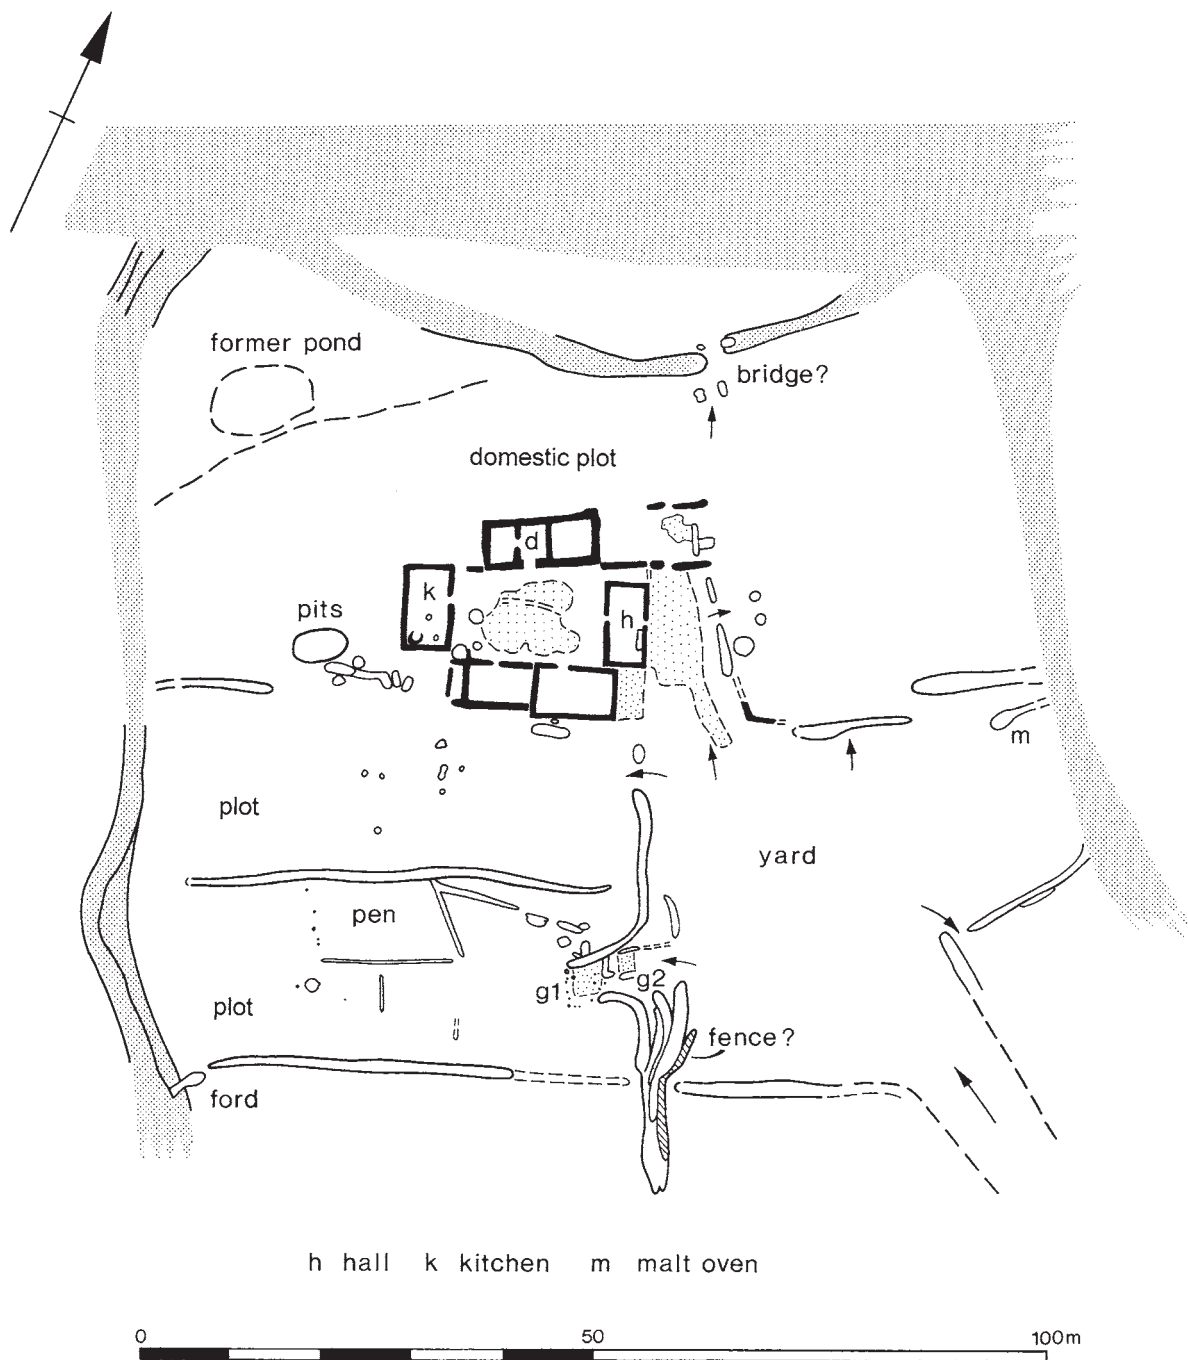 former pond
bridge?
domestic plot
d
k
h
pits
m
plot
yard
pen
g1
g2
plot
fence?
ford
h hall k kitchen m malt oven
0 50 100m